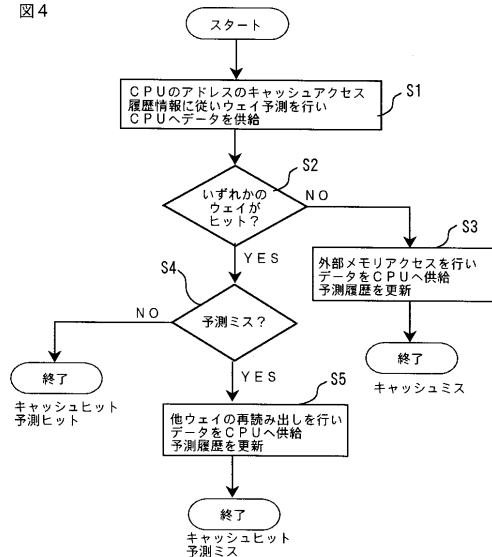 図4
スタート
CPUのアドレスのキャッシュアクセス
履歴情報に従いウェイ予測を行い
CPUへデータを供給
S1
S2
いずれかの
ウェイが
ヒット?
NO
YES
S3
外部メモリアクセスを行い
データをCPUへ供給
予測履歴を更新
終了
キャッシュミス
S4
予測ミス?
NO
YES
終了
キャッシュヒット
予測ヒット
S5
他ウェイの再読み出しを行い
データをCPUへ供給
予測履歴を更新
終了
キャッシュヒット
予測ミス